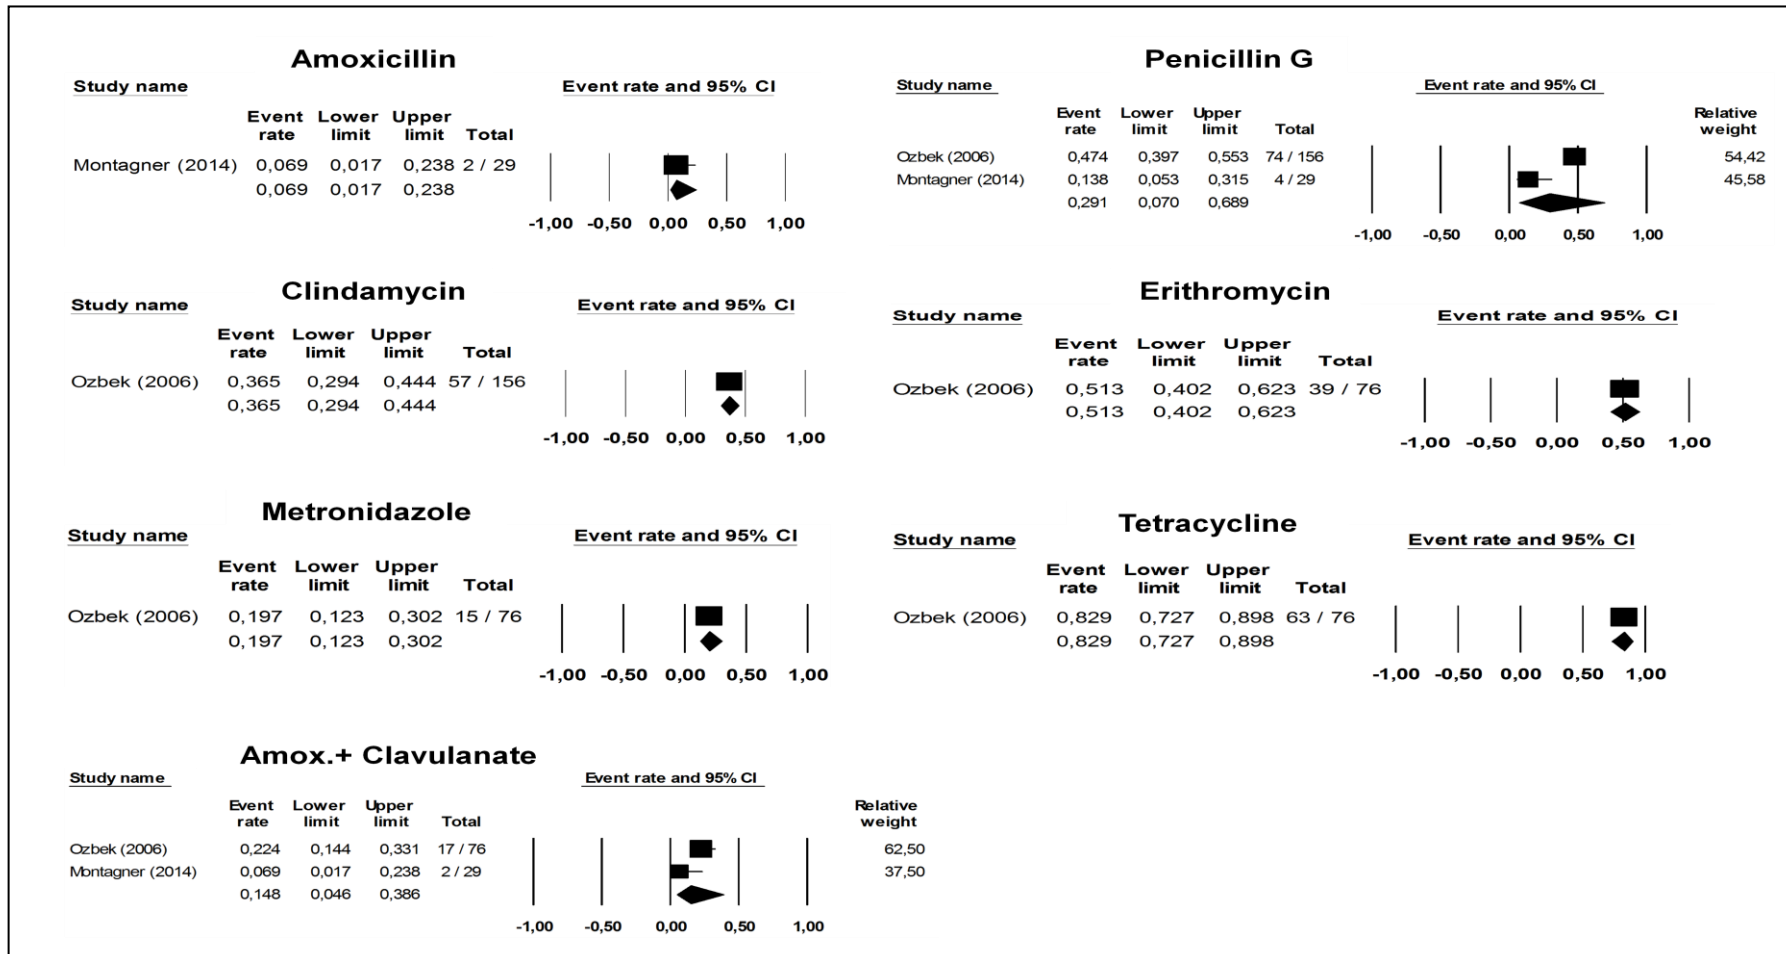 Amoxicillin
Study name Event rate and 95% CI
Event Lower Upper
rate limit limit Total
Montagner (2014) 0,069 0,017 0,238 2 / 29
0,069 0,017 0,238
-1,00 -0,50 0,00 0,50 1,00
Penicillin G
Study name Event rate and 95% CI
Event Lower Upper Relative
rate limit limit Total weight
Ozbek (2006) 0,474 0,397 0,553 74 / 156 54,42
Montagner (2014) 0,138 0,053 0,315 4 / 29 45,58
0,291 0,070 0,689
-1,00 -0,50 0,00 0,50 1,00
Clindamycin
Study name Event rate and 95% CI
Event Lower Upper
rate limit limit Total
Ozbek (2006) 0,365 0,294 0,444 57 / 156
0,365 0,294 0,444
-1,00 -0,50 0,00 0,50 1,00
Erithromycin
Study name Event rate and 95% CI
Event Lower Upper
rate limit limit Total
Ozbek (2006) 0,513 0,402 0,623 39 / 76
0,513 0,402 0,623
-1,00 -0,50 0,00 0,50 1,00
Metronidazole
Study name Event rate and 95% CI
Event Lower Upper
rate limit limit Total
Ozbek (2006) 0,197 0,123 0,302 15 / 76
0,197 0,123 0,302
-1,00 -0,50 0,00 0,50 1,00
Tetracycline
Study name Event rate and 95% CI
Event Lower Upper
rate limit limit Total
Ozbek (2006) 0,829 0,727 0,898 63 / 76
0,829 0,727 0,898
-1,00 -0,50 0,00 0,50 1,00
Amox.+ Clavulanate
Study name Event rate and 95% CI
Event Lower Upper Relative
rate limit limit Total weight
Ozbek (2006) 0,224 0,144 0,331 17 / 76 62,50
Montagner (2014) 0,069 0,017 0,238 2 / 29 37,50
0,148 0,046 0,386
-1,00 -0,50 0,00 0,50 1,00